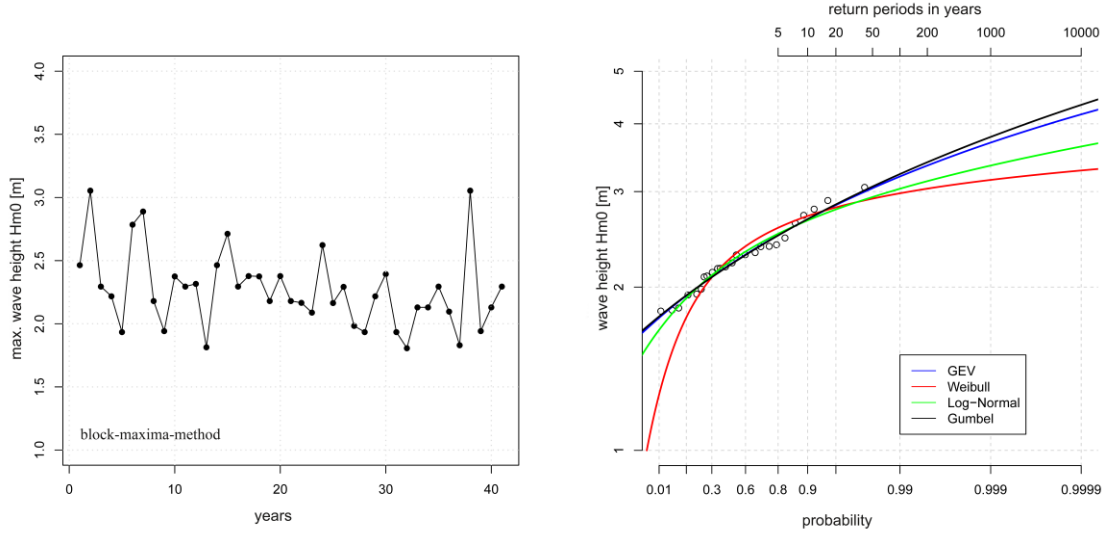 max. wave height Hm0 [m]
4.0
3.5
3.0
2.5
2.0
1.5
1.0
block-maxima-method
0 10 20 30 40
years
return periods in years
5 10 20 50 100 200 1000 10000
wave height Hm0 [m]
5
4
3
2
1
GEV
Weibull
Log-Normal
Gumbel
0.01 0.3 0.6 0.8 0.9 0.99 0.999 0.9999
probability